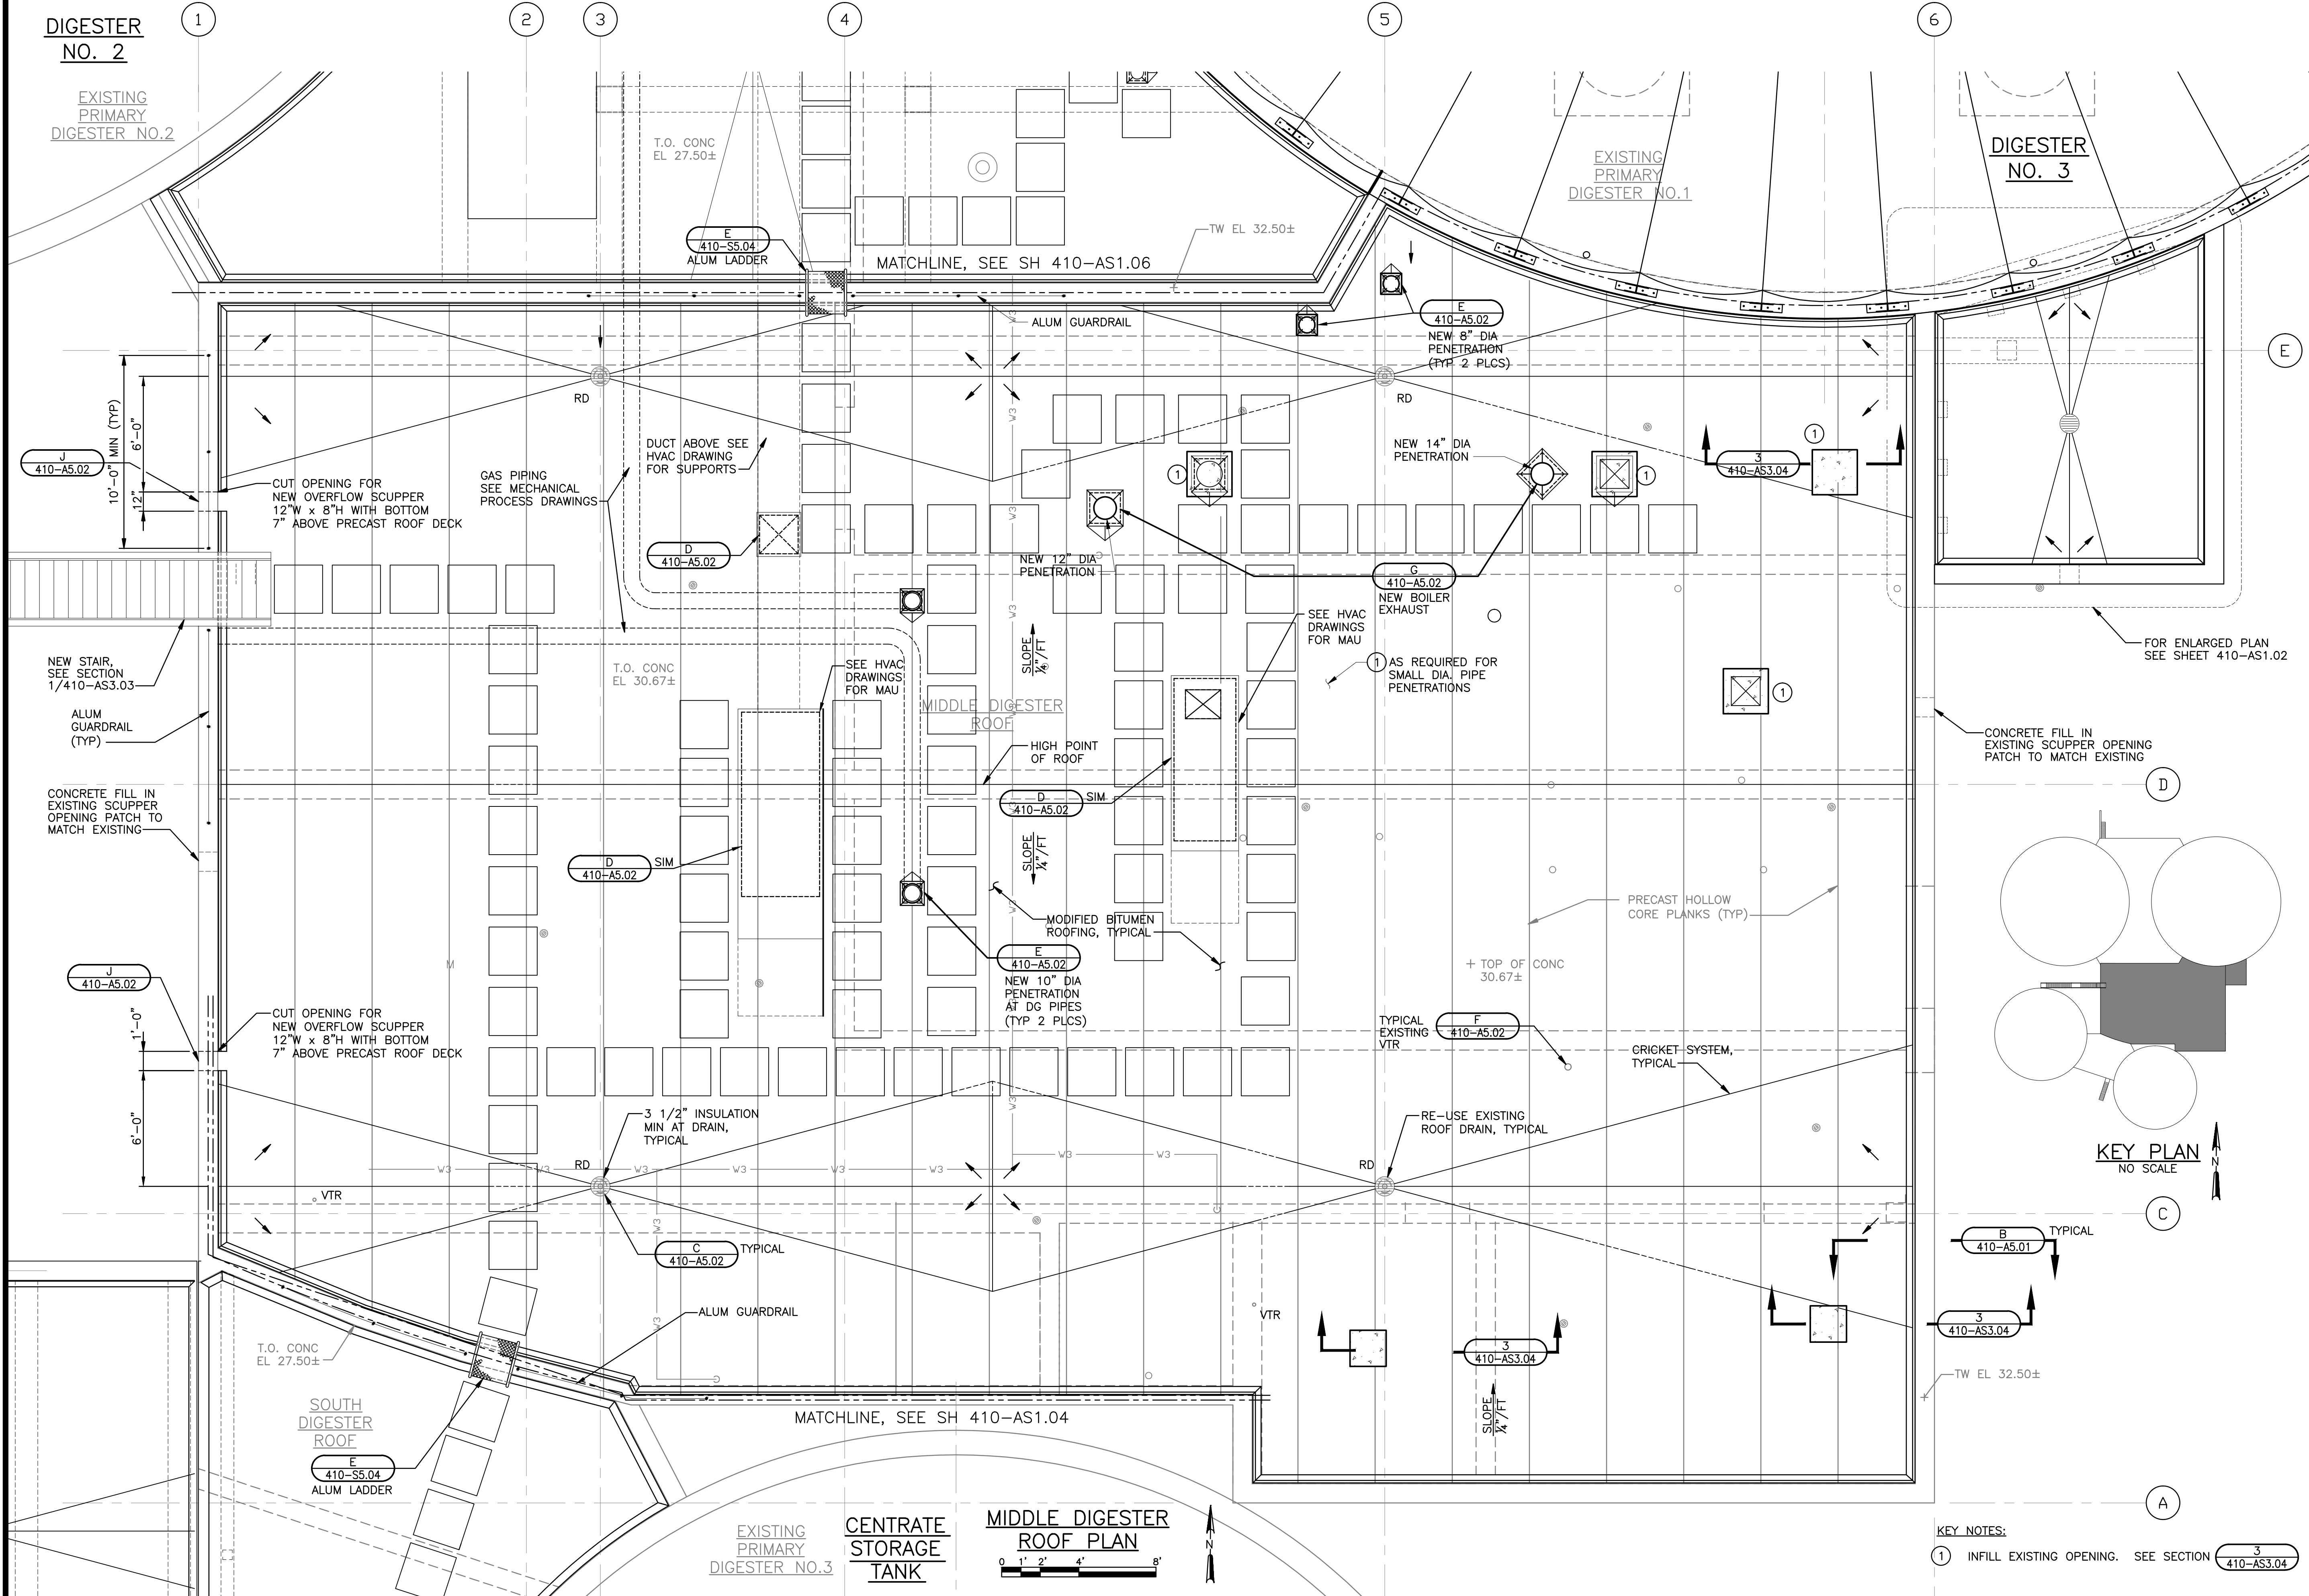 DIGESTER
NO. 2
1
2
3
4
5
6
EXISTING
PRIMARY
DIGESTER NO.2
T.O. CONC
EL 27.50±
EXISTING
PRIMARY
DIGESTER NO.1
DIGESTER
NO. 3
E
410-S5.04
ALUM LADDER
MATCHLINE, SEE SH 410-AS1.06
TW EL 32.50±
ALUM GUARDRAIL
W3
E
410-A5.02
NEW 8" DIA
PENETRATION
(TYP 2 PLCS)
E
10'-0" MIN (TYP)
6'-0"
12"
RD
RD
W3
J
410-A5.02
CUT OPENING FOR
NEW OVERFLOW SCUPPER
12"W x 8"H WITH BOTTOM
7" ABOVE PRECAST ROOF DECK
GAS PIPING
SEE MECHANICAL
PROCESS DRAWINGS
DUCT ABOVE SEE
HVAC DRAWING
FOR SUPPORTS
NEW 14" DIA
PENETRATION
1
1
1
3
410-AS3.04
W3
D
410-A5.02
NEW 12" DIA
PENETRATION
G
410-A5.02
NEW BOILER
EXHAUST
W3
SEE HVAC
DRAWINGS
FOR MAU
SLOPE
¼"/FT
NEW STAIR,
SEE SECTION
1/410-AS3.03
FOR ENLARGED PLAN
SEE SHEET 410-AS1.02
T.O. CONC
EL 30.67±
SEE HVAC
DRAWINGS
FOR MAU
1 AS REQUIRED FOR
SMALL DIA. PIPE
PENETRATIONS
1
ALUM
GUARDRAIL
(TYP)
MIDDLE DIGESTER
ROOF
W3
HIGH POINT
OF ROOF
CONCRETE FILL IN
EXISTING SCUPPER OPENING
PATCH TO MATCH EXISTING
D
CONCRETE FILL IN
EXISTING SCUPPER
OPENING PATCH TO
MATCH EXISTING
D
410-A5.02
SIM
W3
SLOPE
¼"/FT
D
410-A5.02
SIM
PRECAST HOLLOW
CORE PLANKS (TYP)
W3
MODIFIED BITUMEN
ROOFING, TYPICAL
M
E
410-A5.02
NEW 10" DIA
PENETRATION
AT DG PIPES
(TYP 2 PLCS)
TOP OF CONC
30.67±
J
410-A5.02
1'-0"
6'-0"
CUT OPENING FOR
NEW OVERFLOW SCUPPER
12"W x 8"H WITH BOTTOM
7" ABOVE PRECAST ROOF DECK
TYPICAL
EXISTING
VTR
F
410-A5.02
CRICKET SYSTEM,
TYPICAL
W3
3 1/2" INSULATION
MIN AT DRAIN,
TYPICAL
RE-USE EXISTING
ROOF DRAIN, TYPICAL
KEY PLAN
NO SCALE
N
RD
RD
W3
W3
W3
W3
W3
W3
W3
W3
VTR
C
W3
C
410-A5.02
TYPICAL
B
410-A5.01
TYPICAL
ALUM GUARDRAIL
W3
VTR
3
410-AS3.04
3
410-AS3.04
T.O. CONC
EL 27.50±
TW EL 32.50±
SLOPE
¼"/FT
SOUTH
DIGESTER
ROOF
MATCHLINE, SEE SH 410-AS1.04
E
410-S5.04
ALUM LADDER
A
EXISTING
PRIMARY
DIGESTER NO.3
CENTRATE
STORAGE
TANK
MIDDLE DIGESTER
ROOF PLAN
0 1' 2' 4' 8'
N
KEY NOTES:
1 INFILL EXISTING OPENING. SEE SECTION
3
410-AS3.04